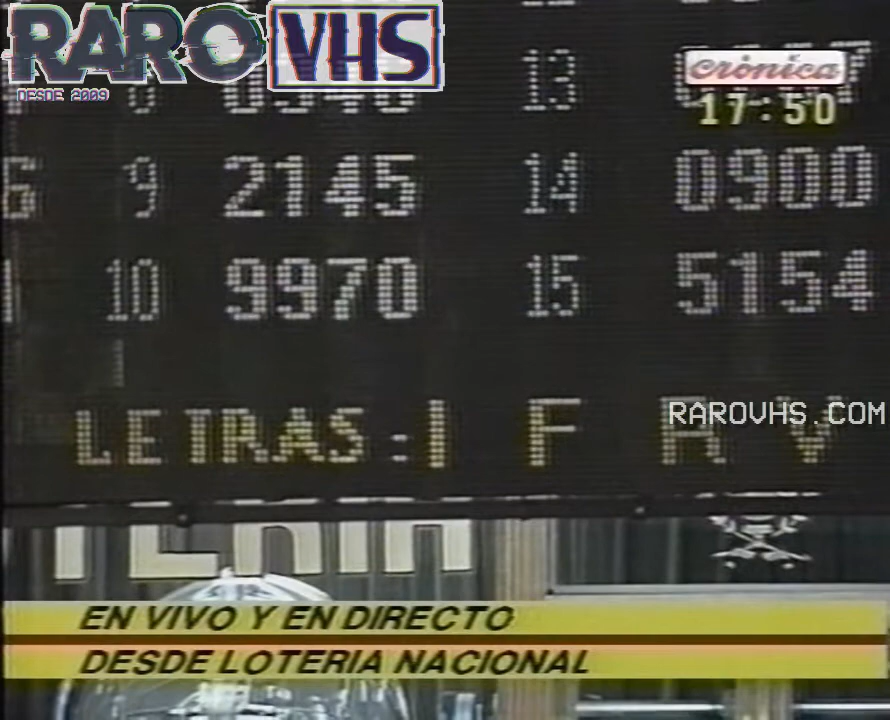 RARO VHS
DESDE 2009
crónica
17:50
13
6 9 2145 14 0900
10 9970 15 5154
LETRAS: I F R V
RAROVHS.COM
EN VIVO Y EN DIRECTO
DESDE LOTERIA NACIONAL